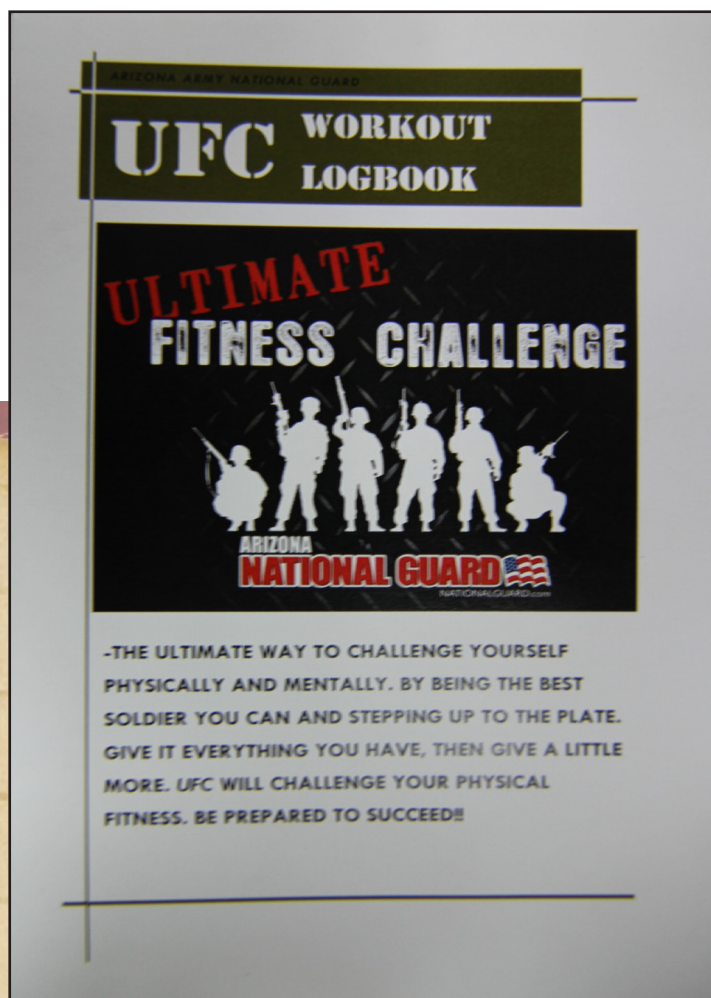 ARIZONA ARMY NATIONAL GUARD
UFC WORKOUT
LOGBOOK
ULTIMATE
FITNESS CHALLENGE
ARIZONA
NATIONAL GUARD
NATIONALGUARD.com
-THE ULTIMATE WAY TO CHALLENGE YOURSELF
PHYSICALLY AND MENTALLY. BY BEING THE BEST
SOLDIER YOU CAN AND STEPPING UP TO THE PLATE.
GIVE IT EVERYTHING YOU HAVE, THEN GIVE A LITTLE
MORE. UFC WILL CHALLENGE YOUR PHYSICAL
FITNESS. BE PREPARED TO SUCCEED!!